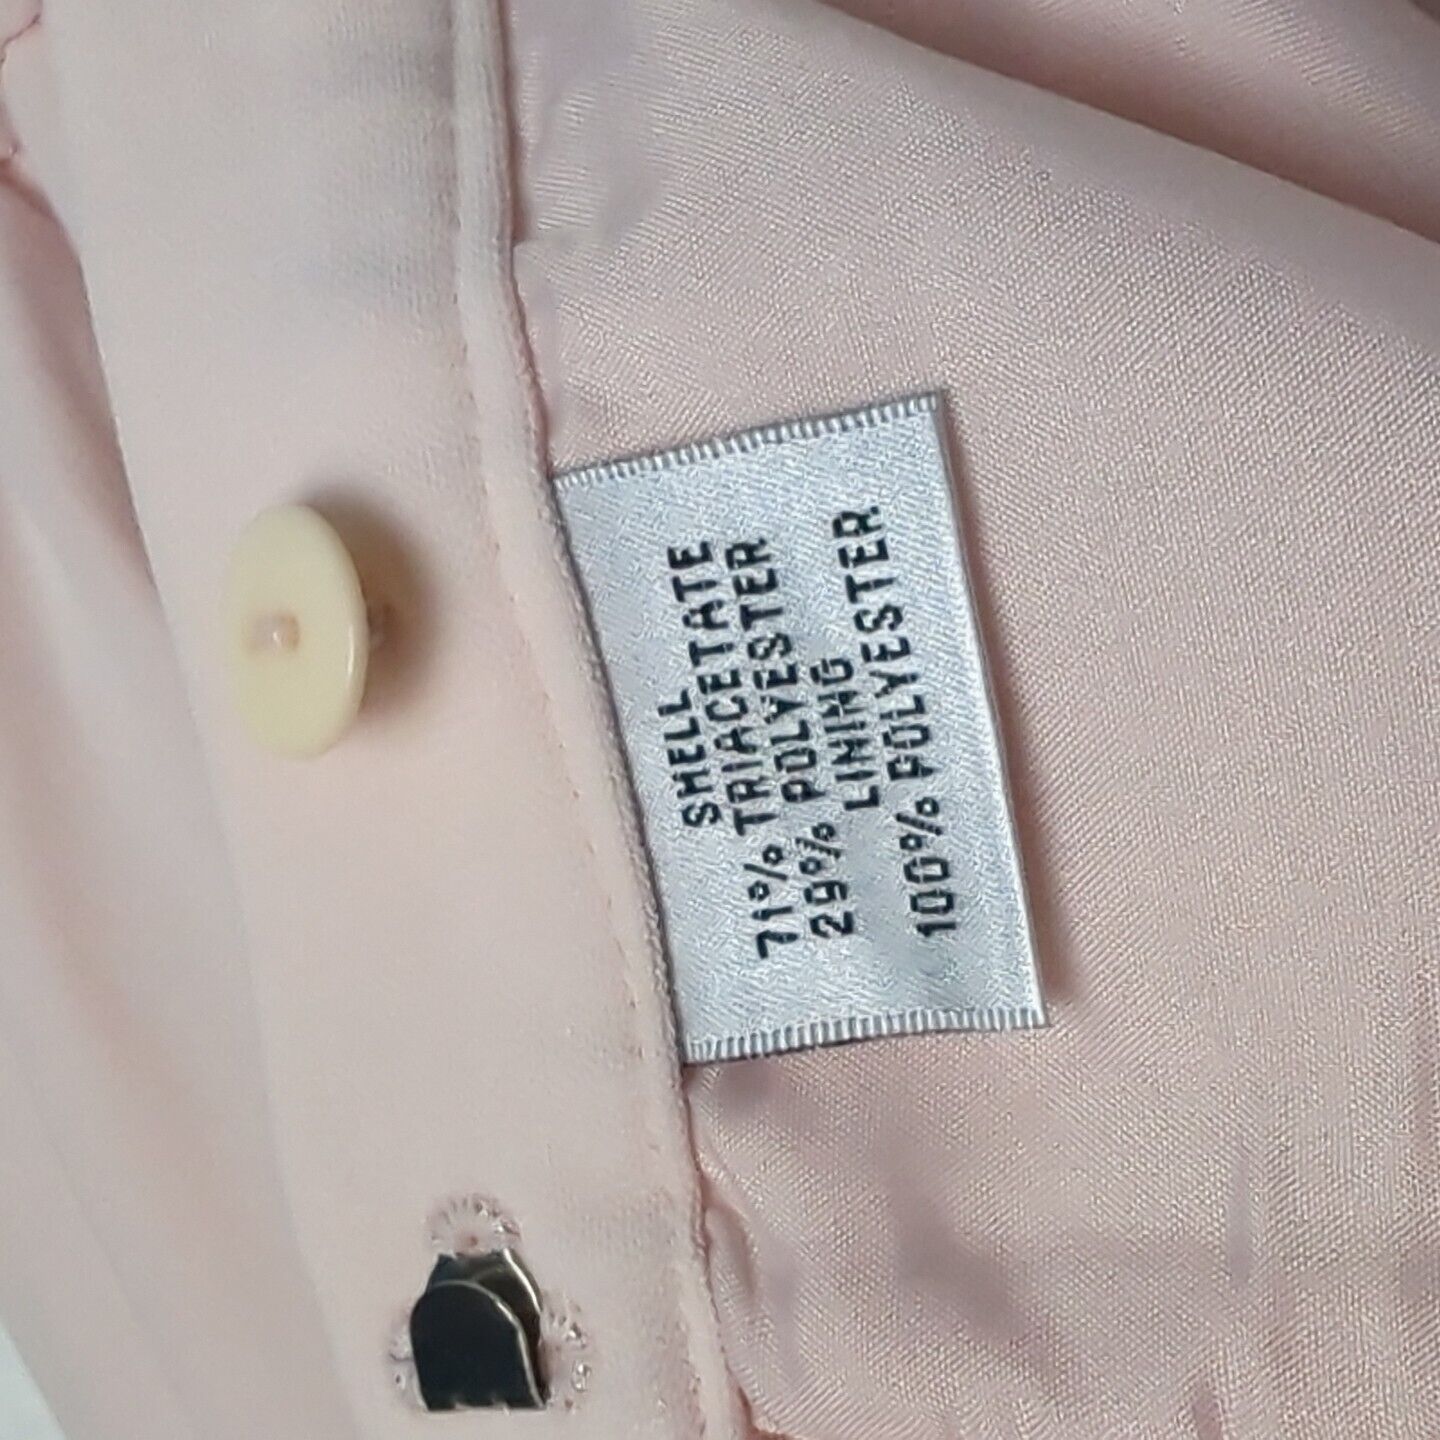 SHELL
71% TRIACETATE
29% POLYESTER
LINING
100% POLYESTER